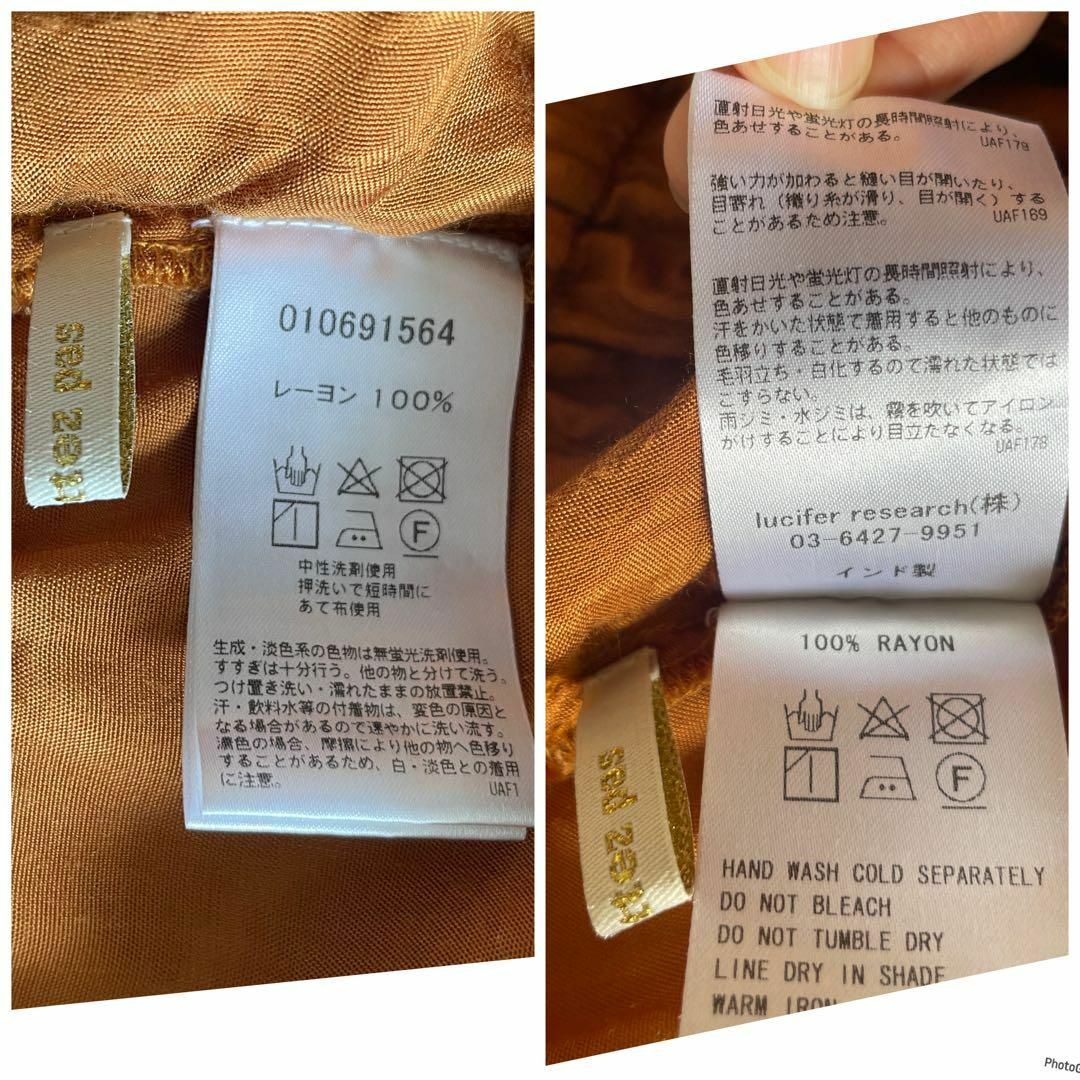 tez pas
010691564
レーヨン 100%
F
中性洗剤使用
押洗いで短時間に
あて布使用
生成・淡色系の色物は無蛍光洗剤使用。
すすぎは十分行う。他の物と分けて洗う。
つけ置き洗い・濡れたままの放置禁止。
汗・飲料水等の付着物は、変色の原因と
なる場合があるので速やかに洗い流す。
濃色の場合、摩擦により他の物へ色移り
することがあるため、白・淡色との着用
に注意。
UAF1
直射日光や蛍光灯の長時間照射により、
色あせすることがある。
UAF179
強い力が加わると縫い目が開いたり、
目寄れ（織り糸が滑り、目が開く）する
ことがあるため注意。
UAF169
直射日光や蛍光灯の長時間照射により、
色あせすることがある。
汗をかいた状態で着用すると他のものに
色移りすることがある。
毛羽立ち・白化するので濡れた状態では
こすらない。
雨シミ・水ジミは、霧を吹いてアイロン
がけすることにより目立たなくなる。
UAF178
lucifer research(株)
03-6427-9951
インド製
100% RAYON
F
tez pas
HAND WASH COLD SEPARATELY
DO NOT BLEACH
DO NOT TUMBLE DRY
LINE DRY IN SHADE
WARM IRON
PhotoG